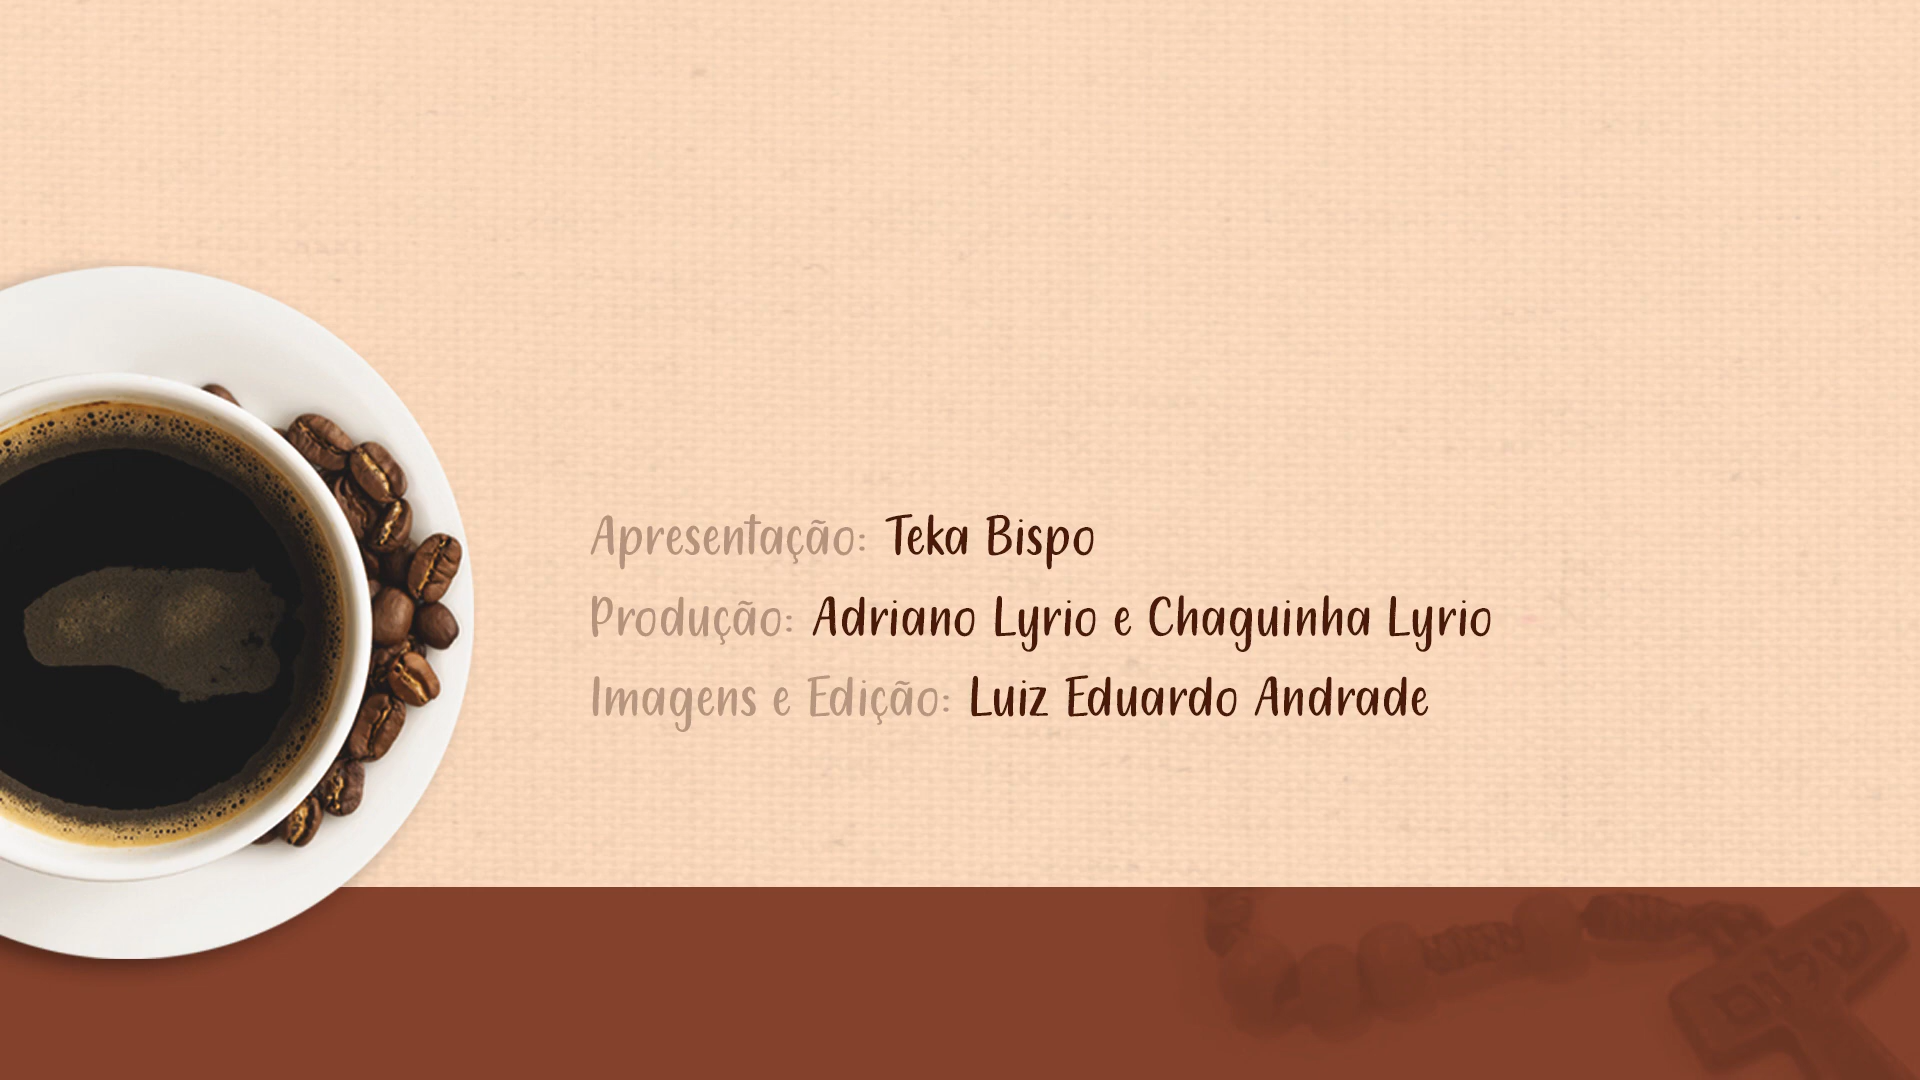 Apresentação: Teka Bispo
Produção: Adriano Lyrio e Chaguinha Lyrio
Imagens e Edição: Luiz Eduardo Andrade